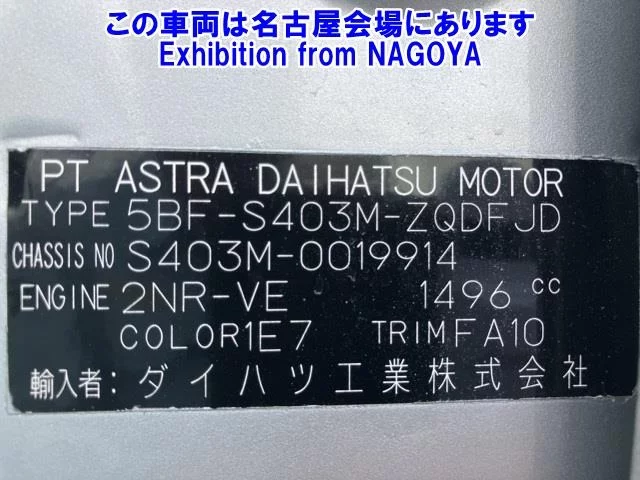 この車両は名古屋会場にあります
Exhibition from NAGOYA
PT ASTRA DAIHATSU MOTOR
TYPE 5BF-S403M-ZQDFJD
CHASSIS NO S403M-0019914
ENGINE 2NR-VE 1496 CC
COLOR1E7 TRIMFA10
輸入者：ダイハツ工業株式会社